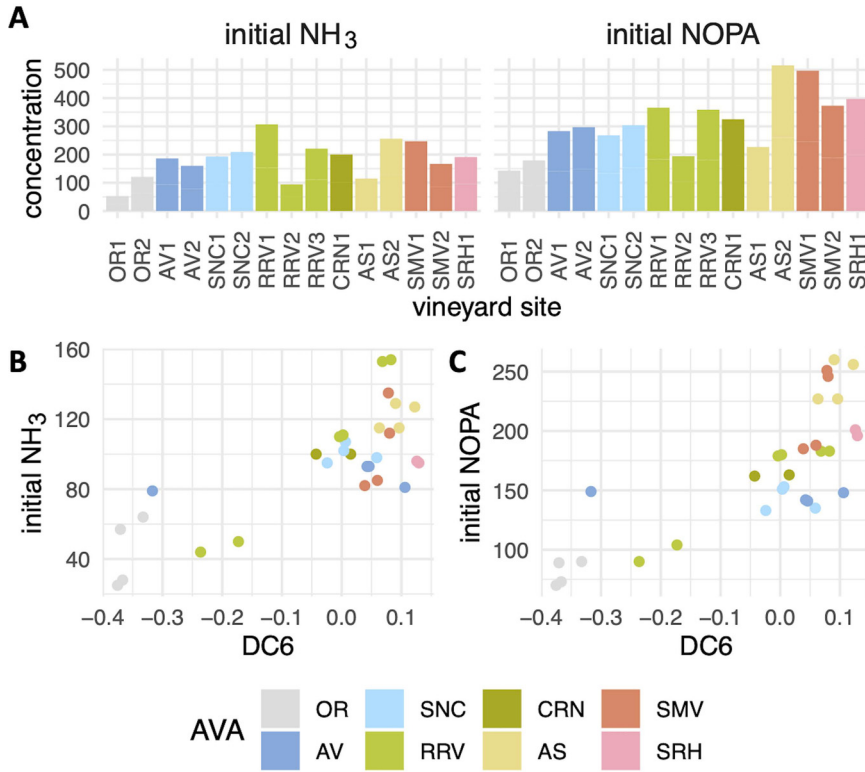 A
initial NH3 initial NOPA
concentration
500
400
300
200
100
0
OR1 OR2 AV1 AV2 SNC1 SNC2 RRV1 RRV2 RRV3 CRN1 AS1 AS2 SMV1 SMV2 SRH1
OR1 OR2 AV1 AV2 SNC1 SNC2 RRV1 RRV2 RRV3 CRN1 AS1 AS2 SMV1 SMV2 SRH1
vineyard site
B
initial NH3
160
120
80
40
−0.4 −0.3 −0.2 −0.1 0.0 0.1
DC6
C
initial NOPA
250
200
150
100
−0.4 −0.3 −0.2 −0.1 0.0 0.1
DC6
AVA
OR SNC CRN SMV
AV RRV AS SRH